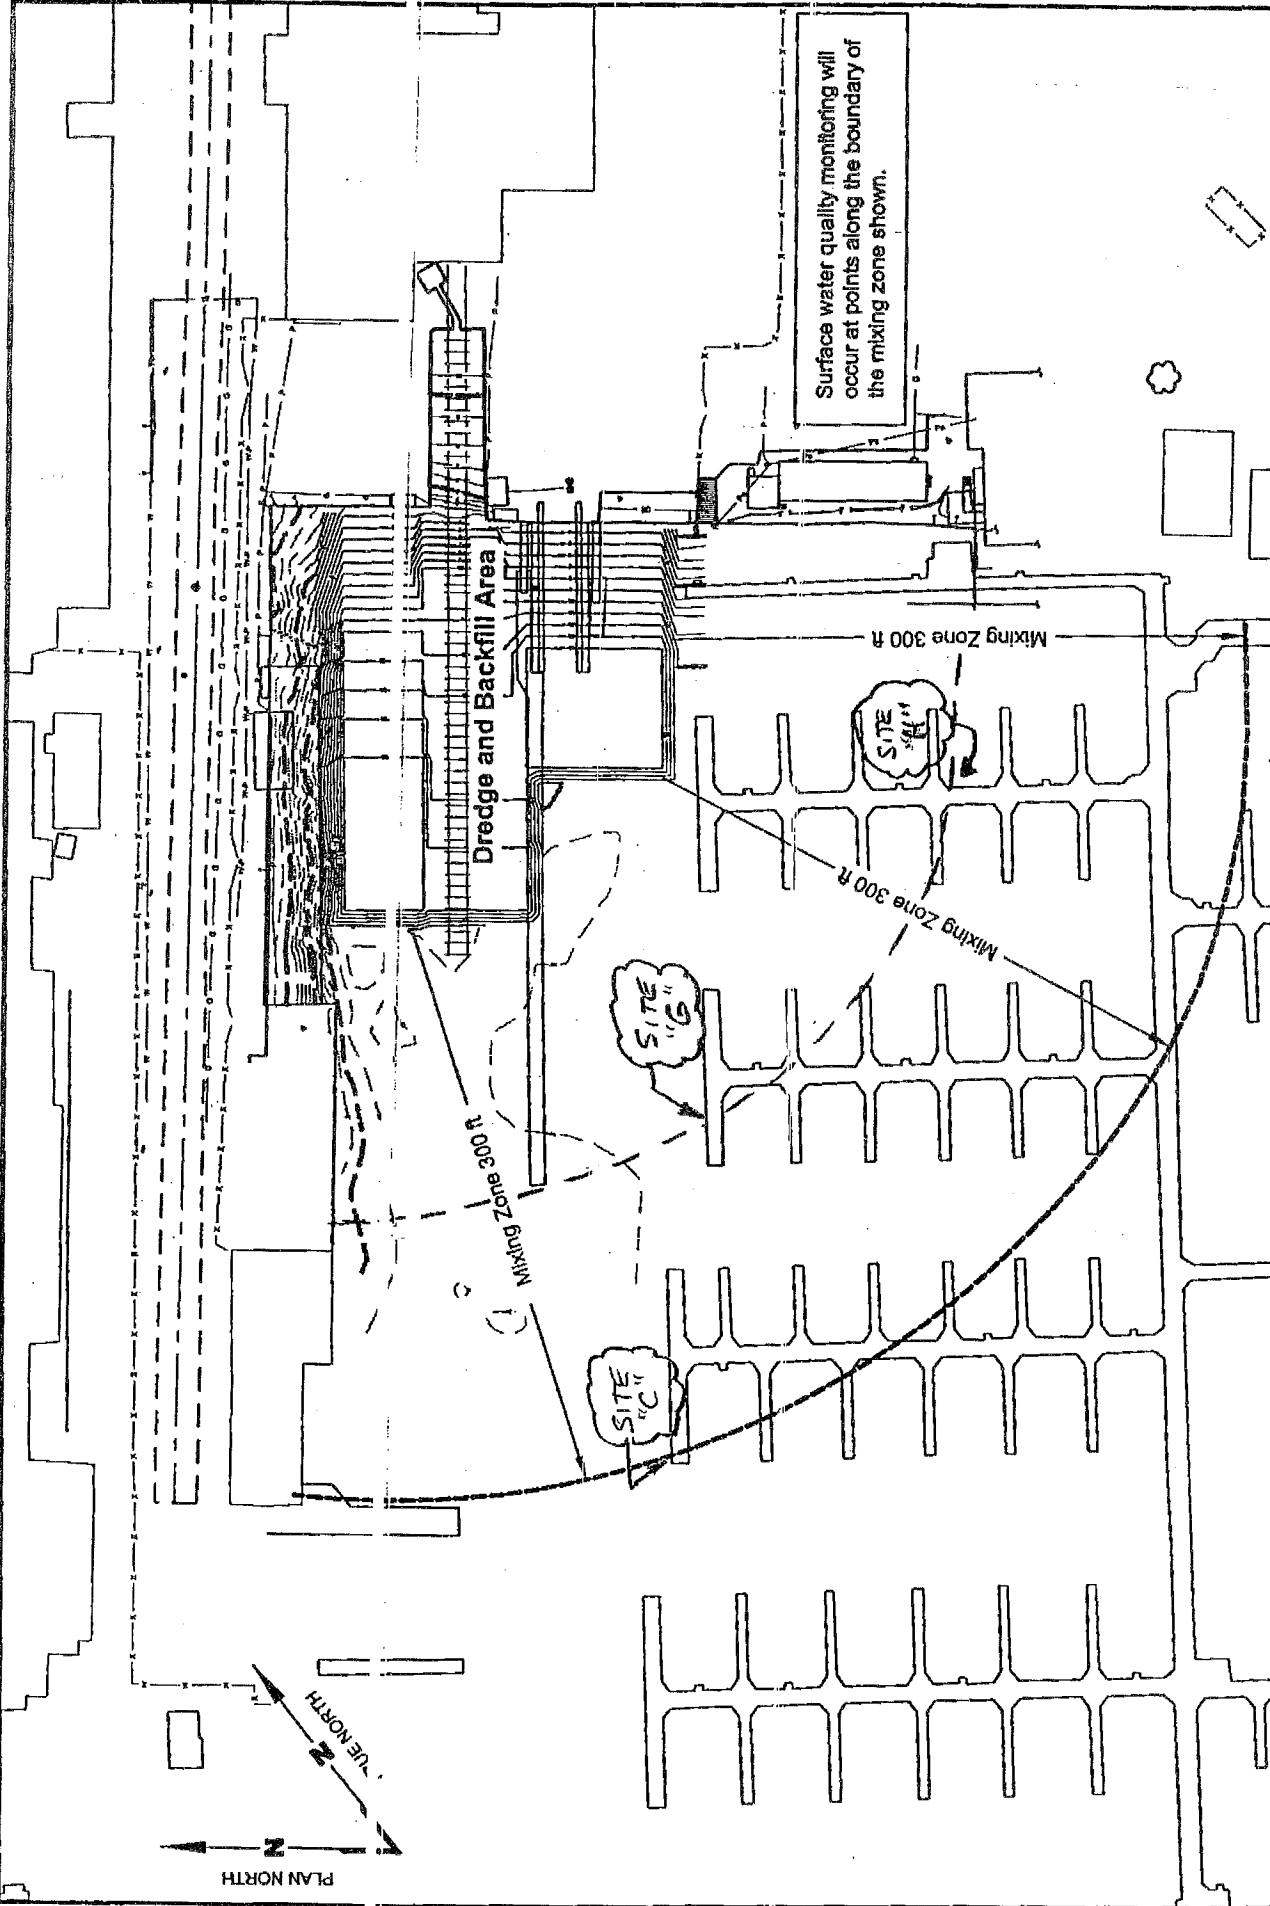 Surface water quality monitoring will
occur at points along the boundary of
the mixing zone shown.
Dredge and Backfill Area
Mixing Zone 300 ft
Mixing Zone 300 ft
Mixing Zone 300 ft
SITE
SITE
"G"
SITE
"C"
N
NORTH
N
PLAN NORTH